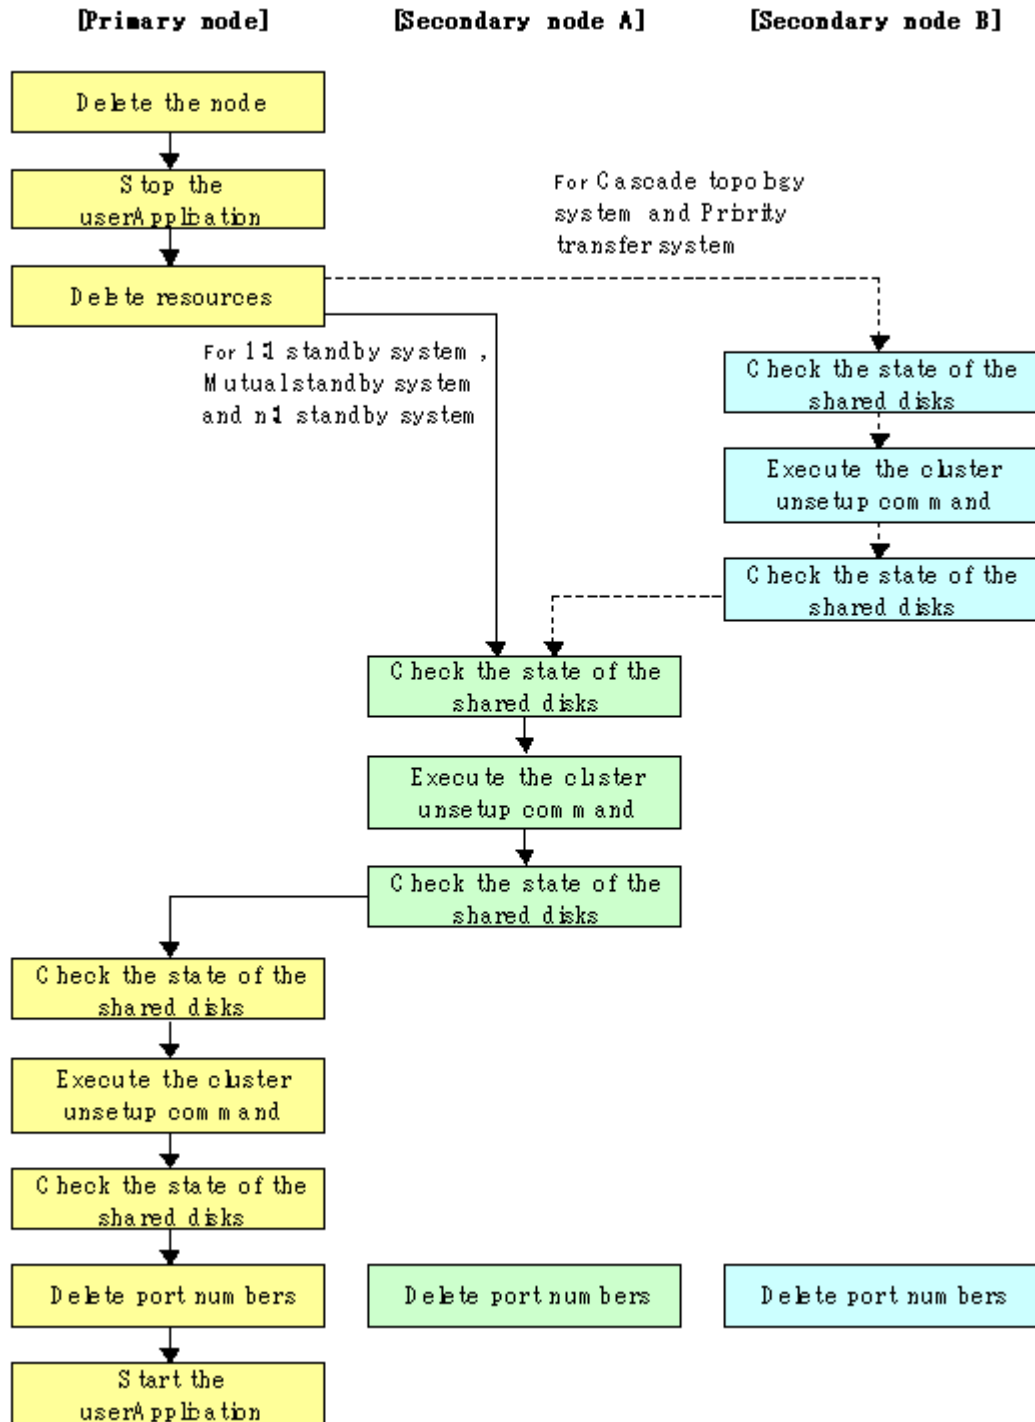 [Primary node]
[Secondary node A]
[Secondary node B]
Delete the node
Stop the
userApplication
For Cascade topology
system and Priority
transfer system
Delete resources
For 1:1 standby system,
Mutual standby system
and n:1 standby system
Check the state of the
shared disks
Execute the cluster
unsetup command
Check the state of the
shared disks
Check the state of the
shared disks
Execute the cluster
unsetup command
Check the state of the
shared disks
Check the state of the
shared disks
Execute the cluster
unsetup command
Check the state of the
shared disks
Delete port numbers
Delete port numbers
Delete port numbers
Start the
userApplication